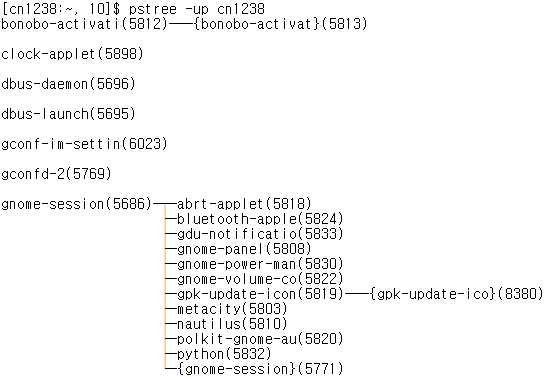 [cn1238:~, 10]$ pstree -up cn1238
bonobo-activati(5812)───{bonobo-activat}(5813)
clock-applet(5898)
dbus-daemon(5696)
dbus-launch(5695)
gconf-im-settin(6023)
gconfd-2(5769)
gnome-session(5686)─┬─abrt-applet(5818)
├─bluetooth-apple(5824)
├─gdu-notificatio(5833)
├─gnome-panel(5808)
├─gnome-power-man(5830)
├─gnome-volume-co(5822)
├─gpk-update-icon(5819)───{gpk-update-ico}(8380)
├─metacity(5803)
├─nautilus(5810)
├─polkit-gnome-au(5820)
├─python(5832)
└─{gnome-session}(5771)